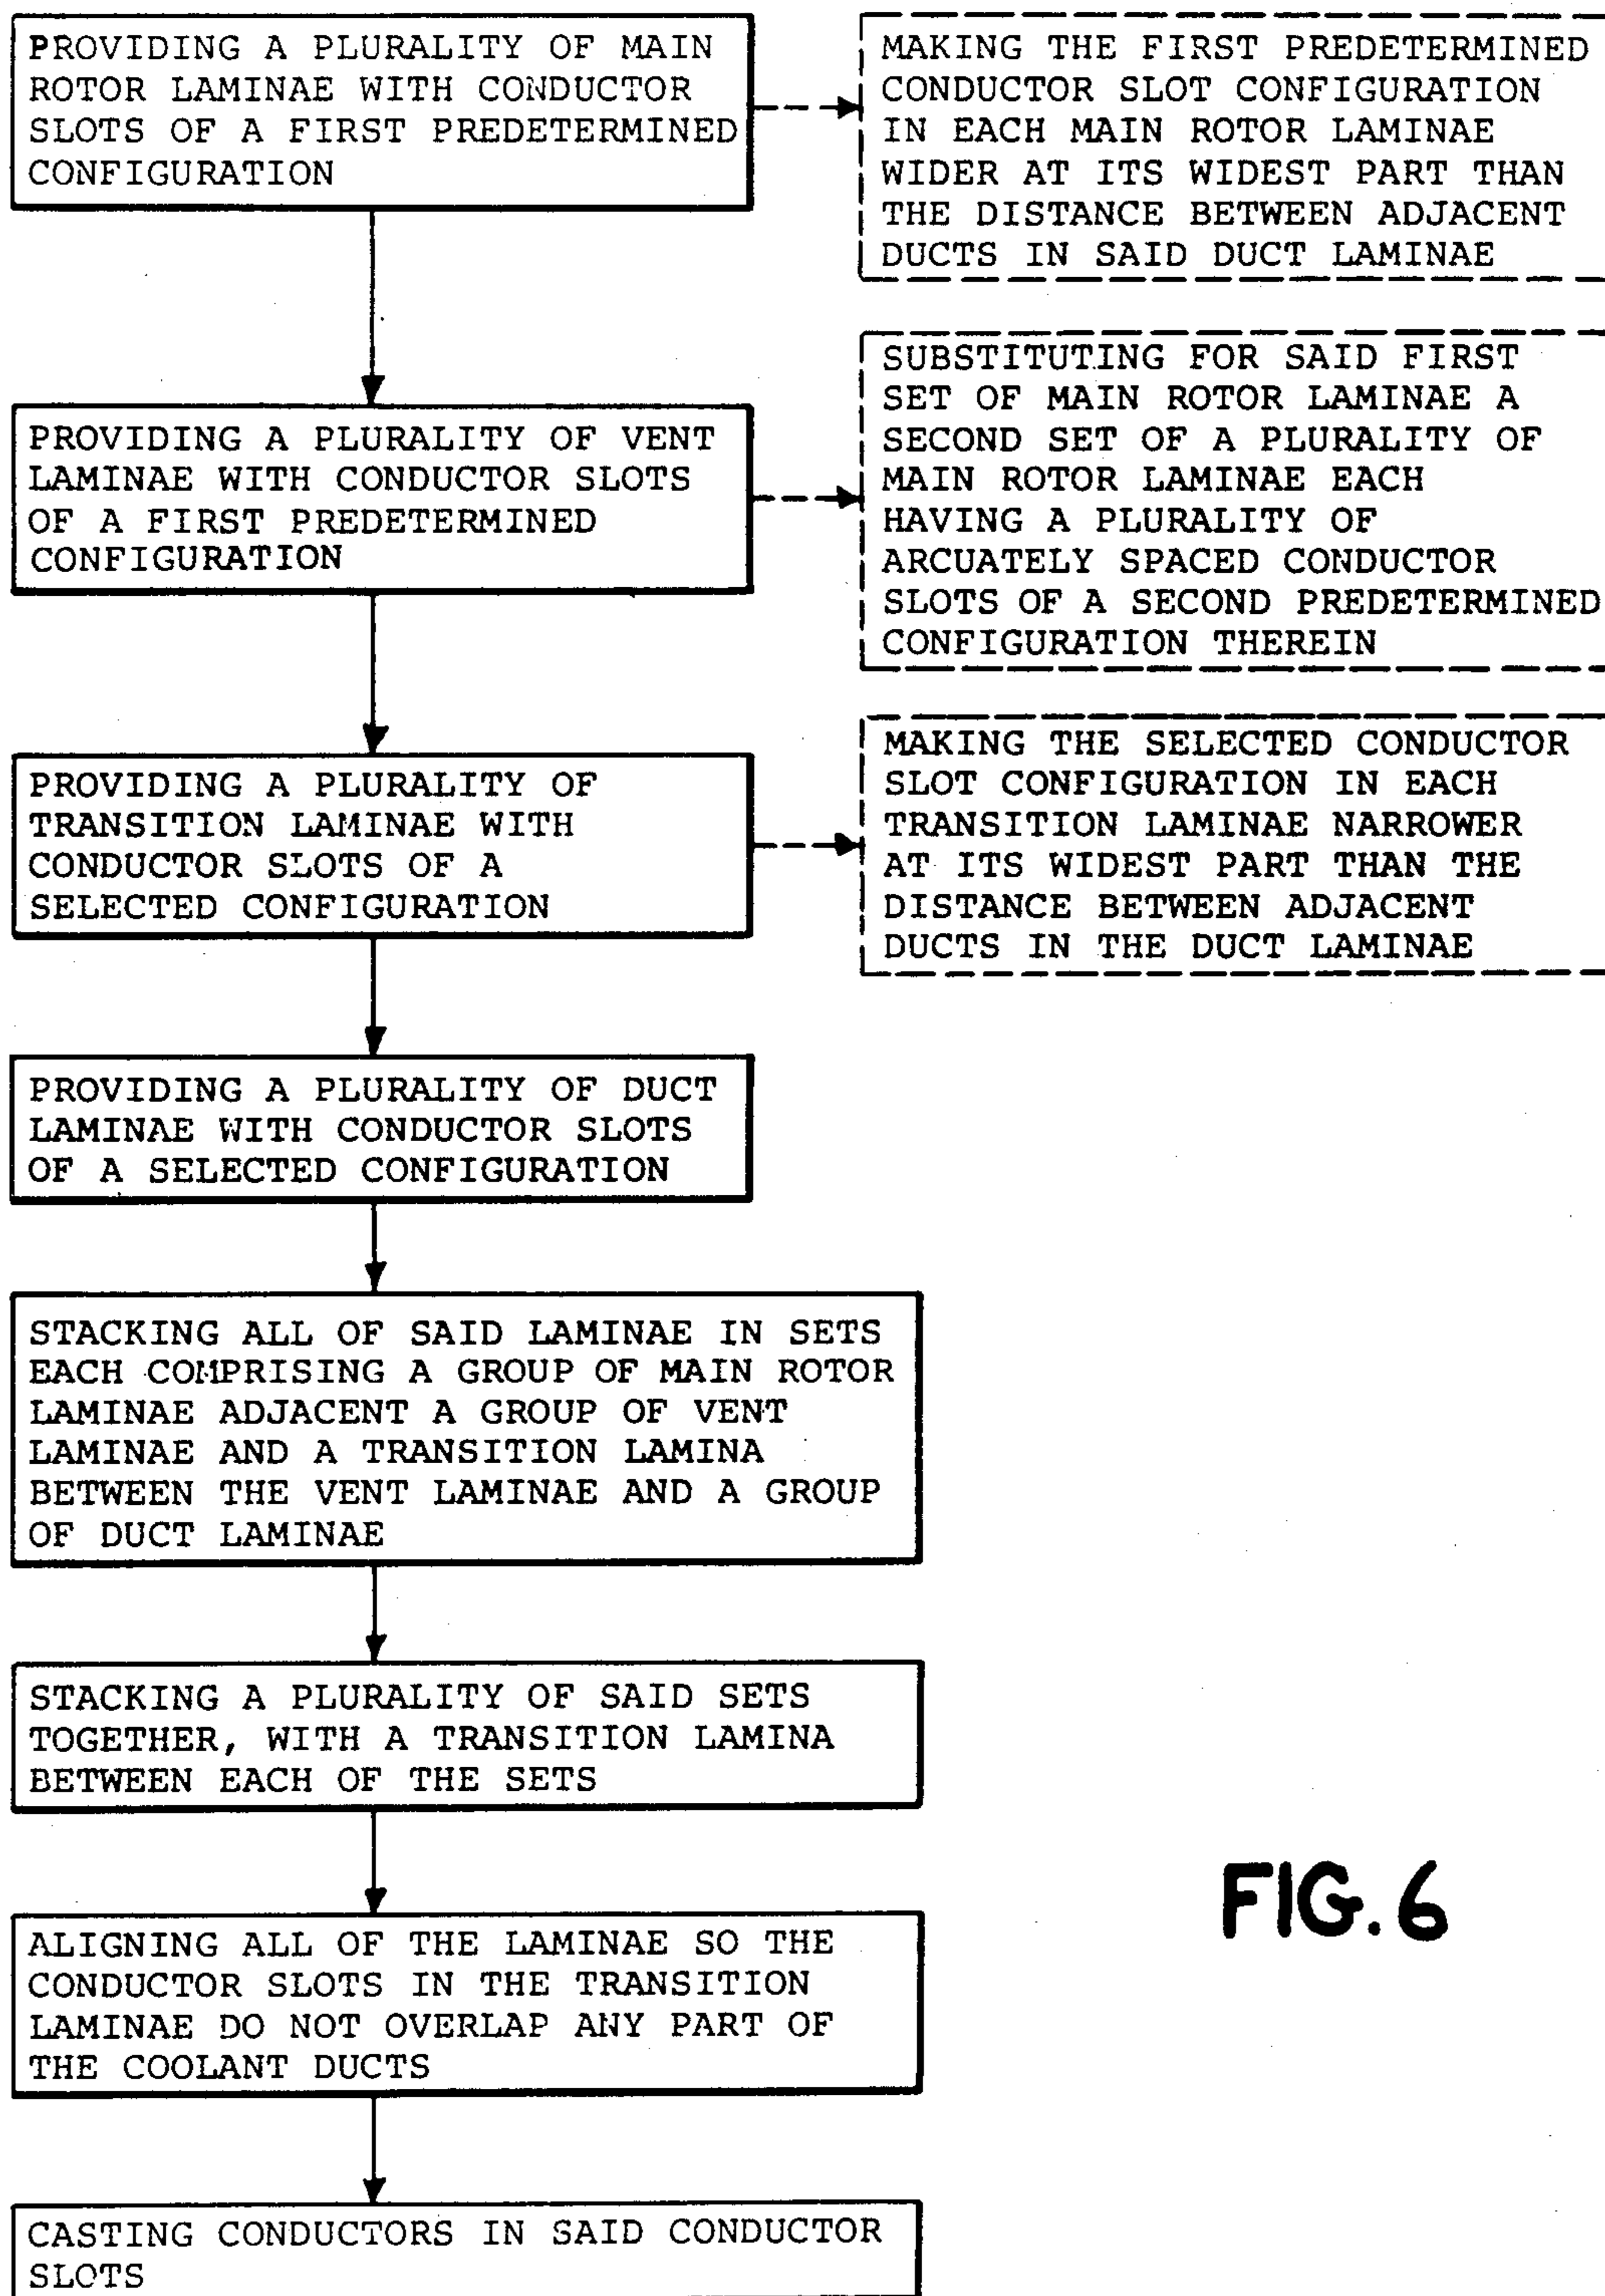 PROVIDING A PLURALITY OF MAIN
ROTOR LAMINAE WITH CONDUCTOR
SLOTS OF A FIRST PREDETERMINED
CONFIGURATION
MAKING THE FIRST PREDETERMINED
CONDUCTOR SLOT CONFIGURATION
IN EACH MAIN ROTOR LAMINAE
WIDER AT ITS WIDEST PART THAN
THE DISTANCE BETWEEN ADJACENT
DUCTS IN SAID DUCT LAMINAE
PROVIDING A PLURALITY OF VENT
LAMINAE WITH CONDUCTOR SLOTS
OF A FIRST PREDETERMINED
CONFIGURATION
SUBSTITUTING FOR SAID FIRST
SET OF MAIN ROTOR LAMINAE A
SECOND SET OF A PLURALITY OF
MAIN ROTOR LAMINAE EACH
HAVING A PLURALITY OF
ARCUATELY SPACED CONDUCTOR
SLOTS OF A SECOND PREDETERMINED
CONFIGURATION THEREIN
PROVIDING A PLURALITY OF
TRANSITION LAMINAE WITH
CONDUCTOR SLOTS OF A
SELECTED CONFIGURATION
MAKING THE SELECTED CONDUCTOR
SLOT CONFIGURATION IN EACH
TRANSITION LAMINAE NARROWER
AT ITS WIDEST PART THAN THE
DISTANCE BETWEEN ADJACENT
DUCTS IN THE DUCT LAMINAE
PROVIDING A PLURALITY OF DUCT
LAMINAE WITH CONDUCTOR SLOTS
OF A SELECTED CONFIGURATION
STACKING ALL OF SAID LAMINAE IN SETS
EACH COMPRISING A GROUP OF MAIN ROTOR
LAMINAE ADJACENT A GROUP OF VENT
LAMINAE AND A TRANSITION LAMINA
BETWEEN THE VENT LAMINAE AND A GROUP
OF DUCT LAMINAE
STACKING A PLURALITY OF SAID SETS
TOGETHER, WITH A TRANSITION LAMINA
BETWEEN EACH OF THE SETS
ALIGNING ALL OF THE LAMINAE SO THE
CONDUCTOR SLOTS IN THE TRANSITION
LAMINAE DO NOT OVERLAP ANY PART OF
THE COOLANT DUCTS
CASTING CONDUCTORS IN SAID CONDUCTOR
SLOTS
FIG. 6